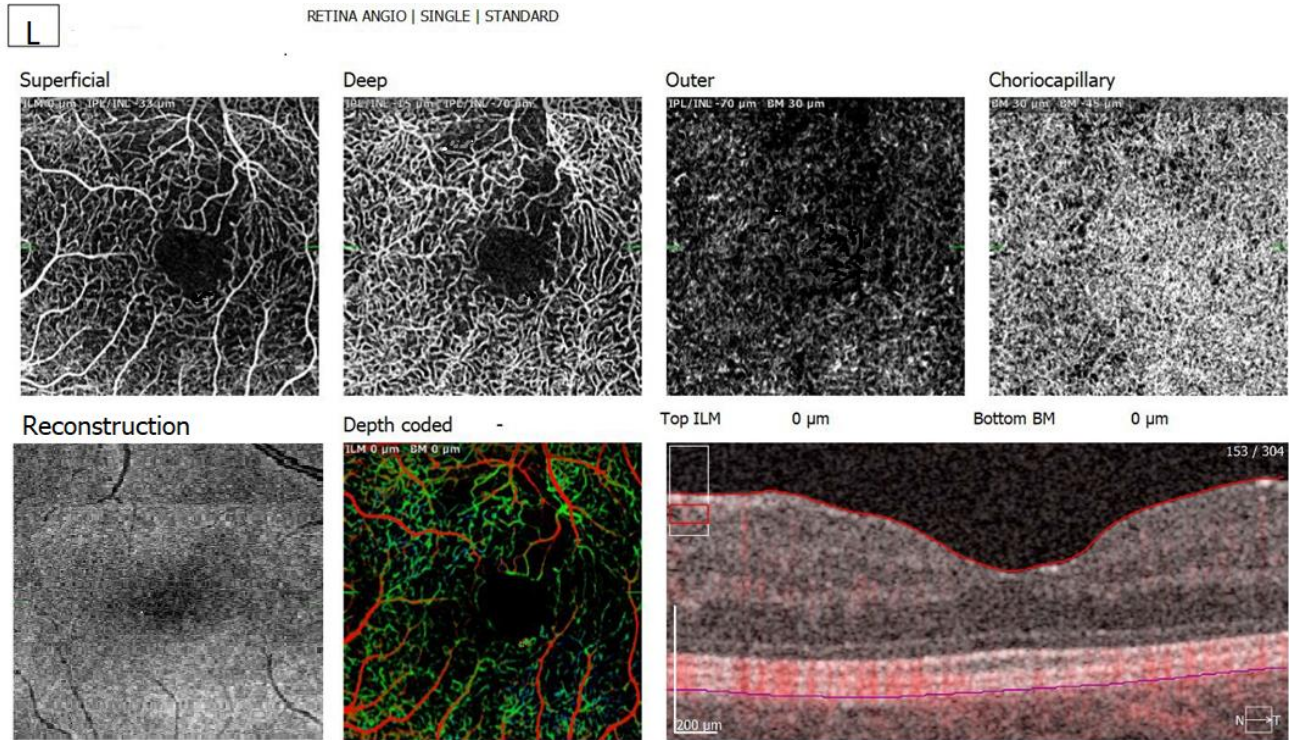 L
RETINA ANGIO | SINGLE | STANDARD
Superficial
ILM 0 µm IPL/INL -33 µm
Deep
IPL/INL -15 µm IPL/INL -70 µm
Outer
IPL/INL -70 µm BM 30 µm
Choriocapillary
BM 30 µm BM -45 µm
Reconstruction
Depth coded -
ILM 0 µm BM 0 µm
Top ILM 0 µm Bottom BM 0 µm
153 / 304
200 µm
N T